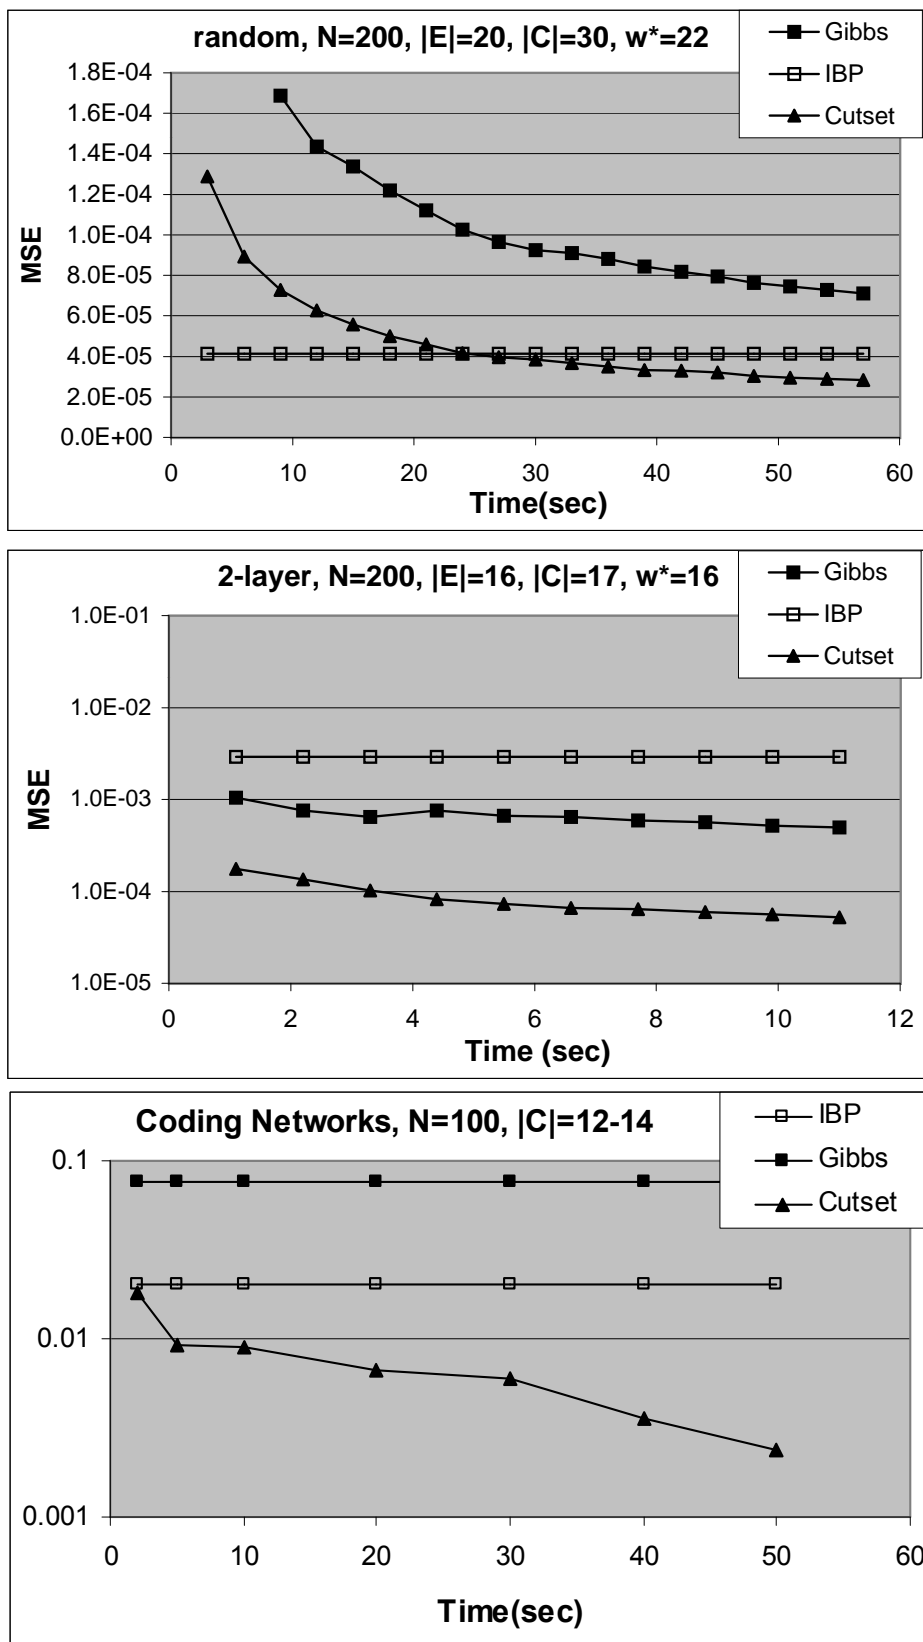 random, N=200, |E|=20, |C|=30, w*=22
Gibbs
IBP
Cutset
1.8E-04
1.6E-04
1.4E-04
1.2E-04
1.0E-04
8.0E-05
6.0E-05
4.0E-05
2.0E-05
0.0E+00
MSE
0 10 20 30 40 50 60
Time(sec)
2-layer, N=200, |E|=16, |C|=17, w*=16
Gibbs
IBP
Cutset
1.0E-01
1.0E-02
1.0E-03
1.0E-04
1.0E-05
MSE
0 2 4 6 8 10 12
Time (sec)
Coding Networks, N=100, |C|=12-14
IBP
Gibbs
Cutset
0.1
0.01
0.001
0 10 20 30 40 50 60
Time(sec)